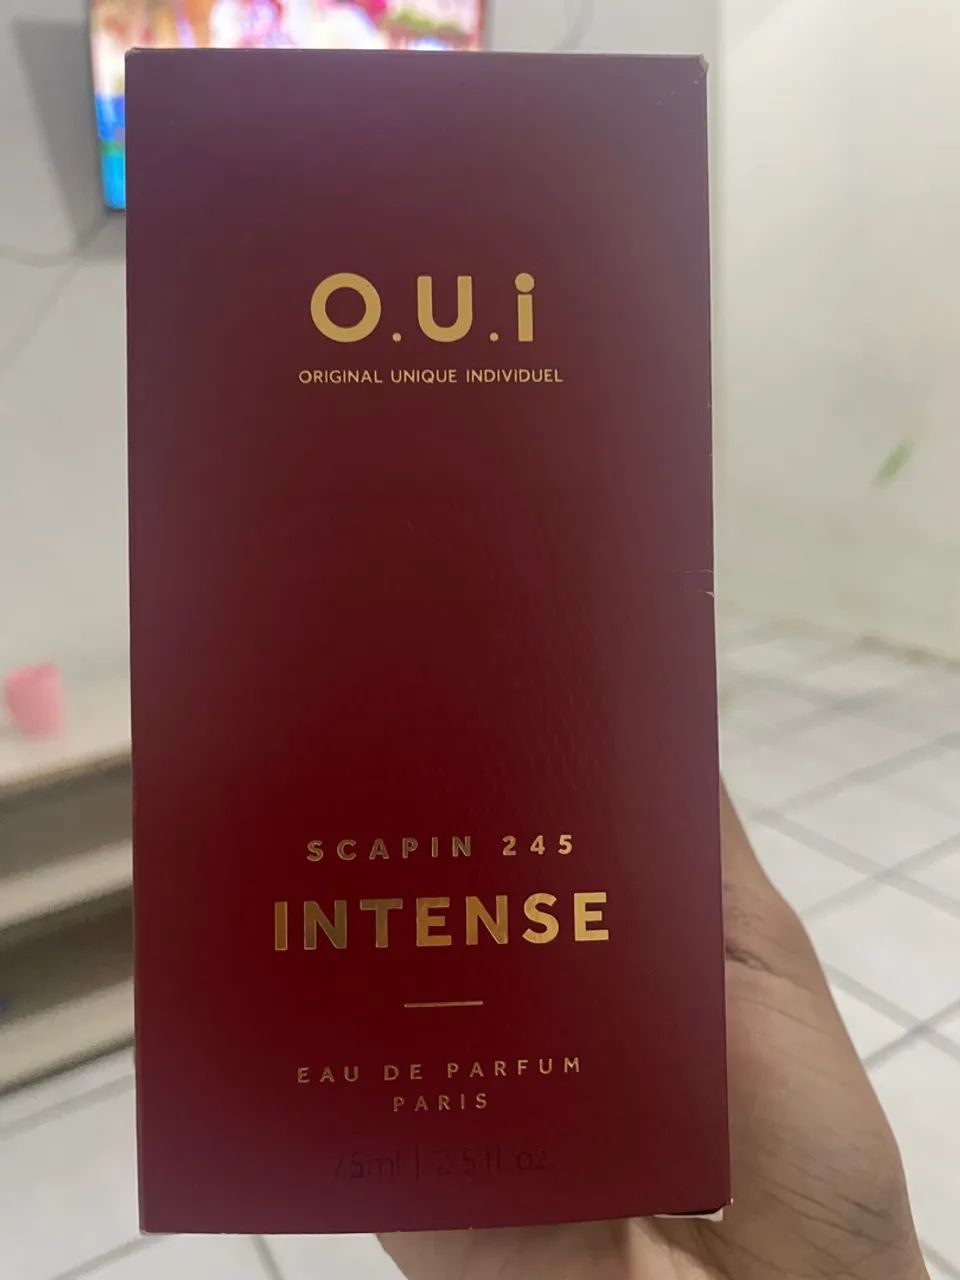 O.U.i
ORIGINAL UNIQUE INDIVIDUEL
SCAPIN 245
INTENSE
EAU DE PARFUM
PARIS
75ml | 2.5 fl. oz.